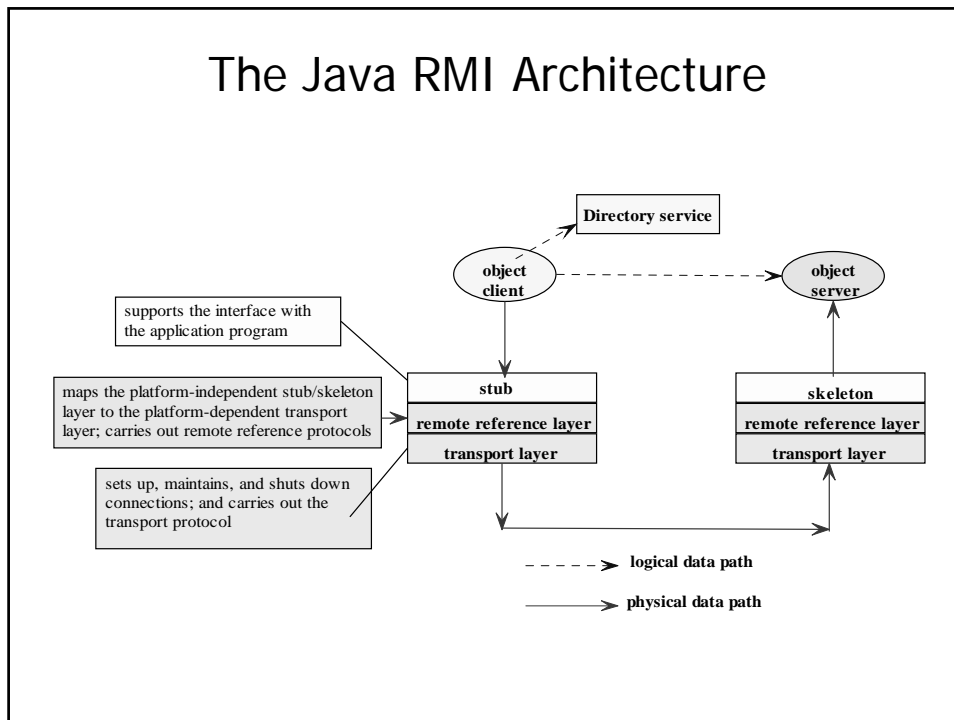 The Java RMI Architecture
Directory service
object
client
object
server
supports the interface with
the application program
maps the platform-independent stub/skeleton
layer to the platform-dependent transport
layer; carries out remote reference protocols
sets up, maintains, and shuts down
connections; and carries out the
transport protocol
stub
remote reference layer
transport layer
skeleton
remote reference layer
transport layer
logical data path
physical data path